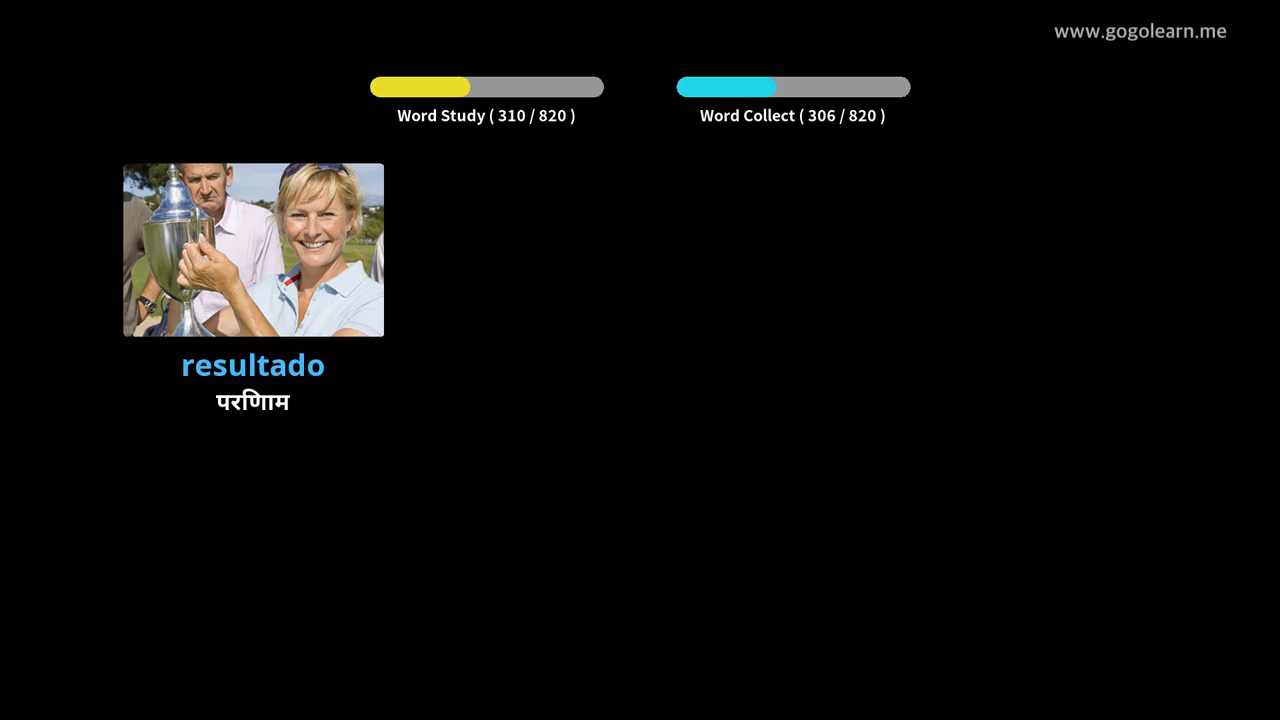 www.gogolearn.me
Word Study ( 310 / 820 )
Word Collect ( 306 / 820 )
resultado
परिणाम